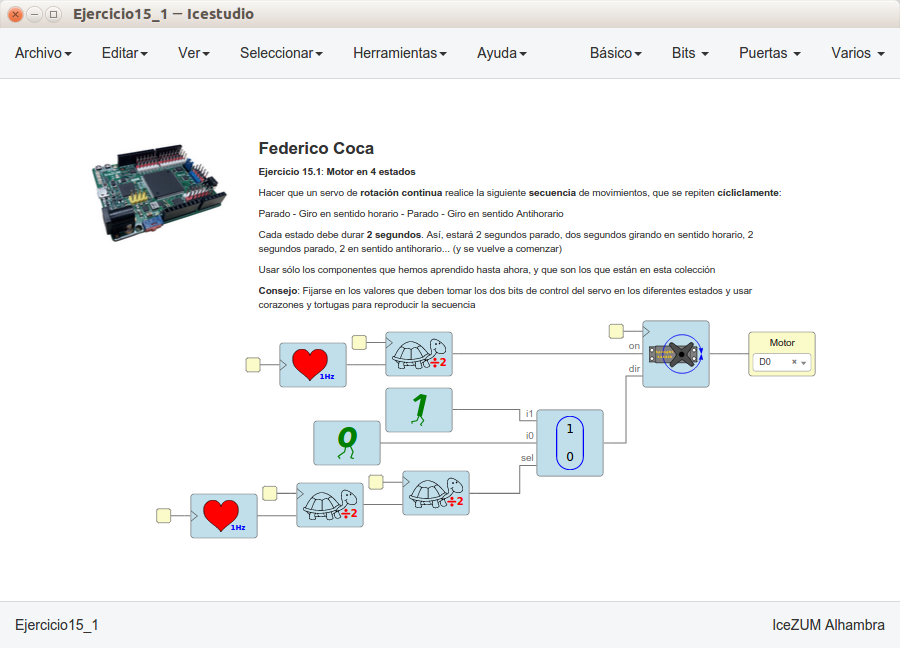 Ejercicio15_1 — Icestudio
Archivo Editar Ver Seleccionar Herramientas Ayuda Básico Bits Puertas Varios
Federico Coca
Ejercicio 15.1: Motor en 4 estados
Hacer que un servo de rotación continua realice la siguiente secuencia de movimientos, que se repiten cícliclamente:
Parado - Giro en sentido horario - Parado - Giro en sentido Antihorario
Cada estado debe durar 2 segundos. Así, estará 2 segundos parado, dos segundos girando en sentido horario, 2
segundos parado, 2 en sentido antihorario... (y se vuelve a comenzar)
Usar sólo los componentes que hemos aprendido hasta ahora, y que son los que están en esta colección
Consejo: Fijarse en los valores que deben tomar los dos bits de control del servo en los diferentes estados y usar
corazones y tortugas para reproducir la secuencia
1Hz
÷2
on
dir
Motor
D0
1
0
i1
i0
sel
1
0
1Hz
÷2
÷2
Ejercicio15_1
IceZUM Alhambra